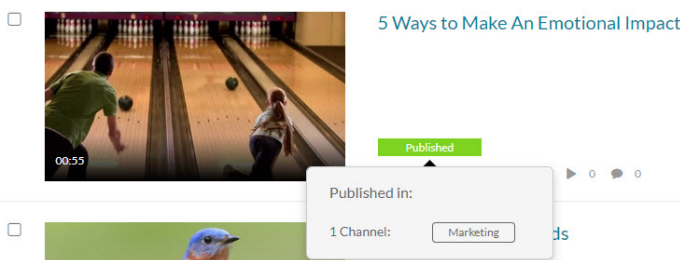 5 Ways to Make An Emotional Impact
Published
00:55
0 0
Published in:
1 Channel: Marketing
ds